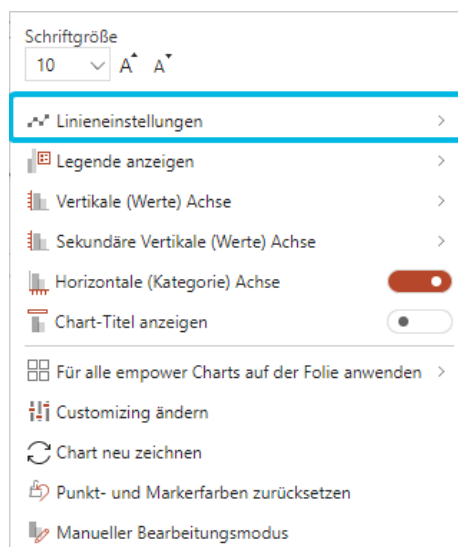 Schriftgröße
10 A A
Linieneinstellungen
Legende anzeigen
Vertikale (Werte) Achse
Sekundäre Vertikale (Werte) Achse
Horizontale (Kategorie) Achse
Chart-Titel anzeigen
Für alle empower Charts auf der Folie anwenden
Customizing ändern
Chart neu zeichnen
Punkt- und Markerfarben zurücksetzen
Manueller Bearbeitungsmodus